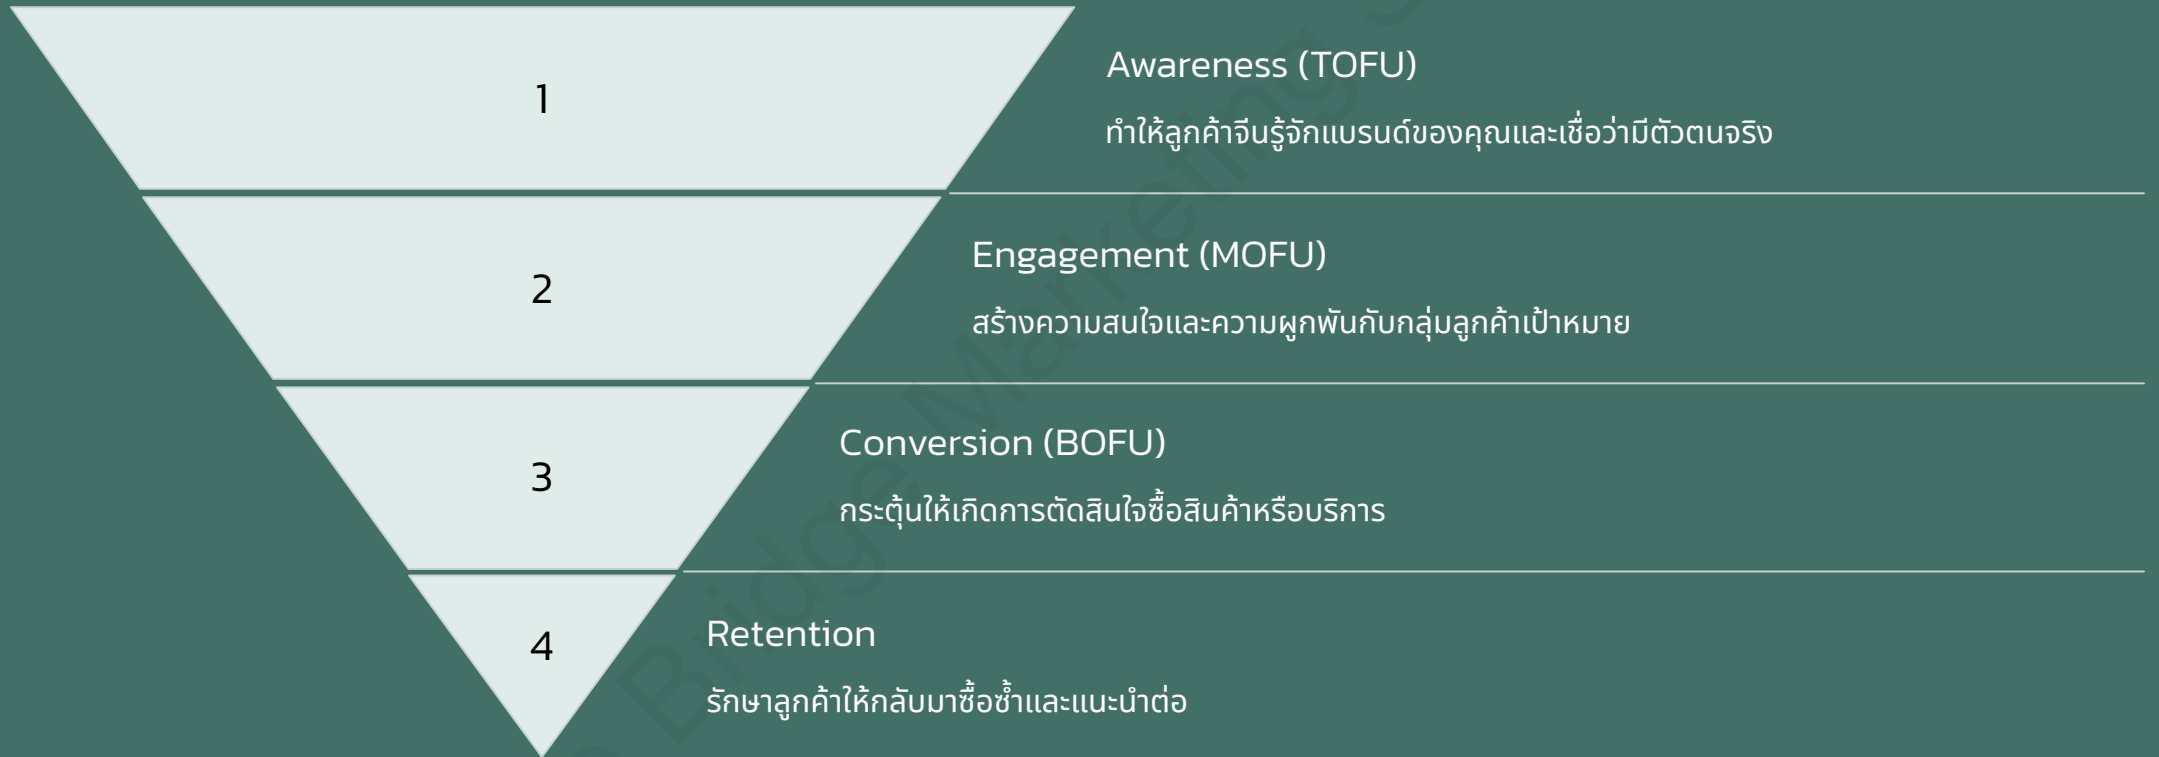 1
Awareness (TOFU)
ทำให้ลูกค้าจีนรู้จักแบรนด์ของคุณและเชื่อว่ามีตัวตนจริง
2
Engagement (MOFU)
สร้างความสนใจและความผูกพันกับกลุ่มลูกค้าเป้าหมาย
3
Conversion (BOFU)
กระตุ้นให้เกิดการตัดสินใจซื้อสินค้าหรือบริการ
4
Retention
รักษาลูกค้าให้กลับมาซื้อซ้ำและแนะนำต่อ
Bridge Marketing